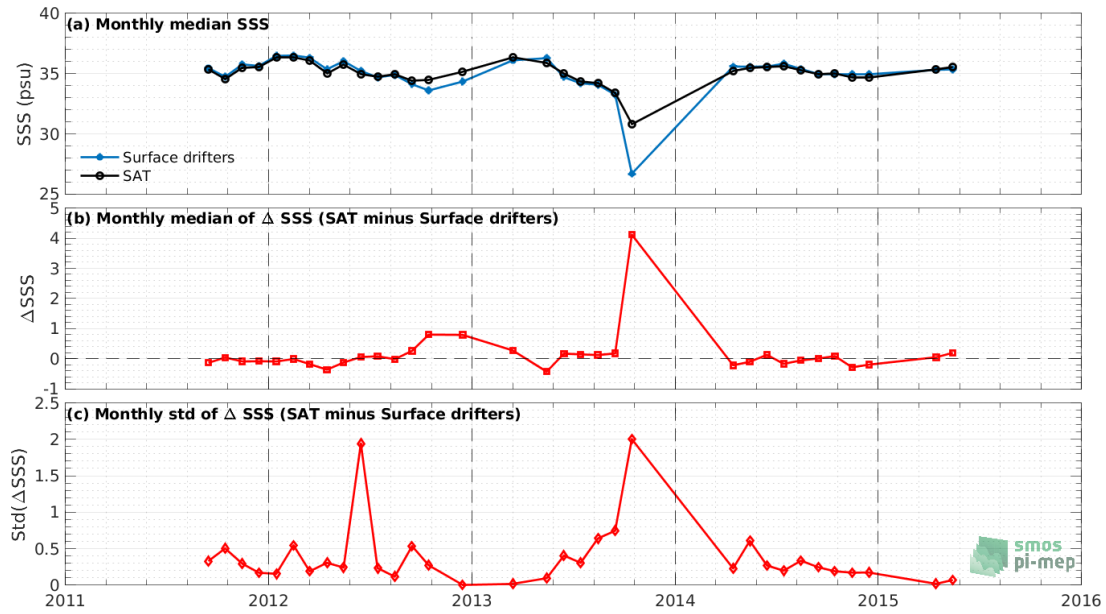 (a) Monthly median SSS
40
35
30
25
SSS (psu)
Surface drifters
SAT
(b) Monthly median of Δ SSS (SAT minus Surface drifters)
5
4
3
2
1
0
-1
ΔSSS
(c) Monthly std of Δ SSS (SAT minus Surface drifters)
2.5
2
1.5
1
0.5
0
Std(ΔSSS)
2011 2012 2013 2014 2015 2016
smos
pi-mep